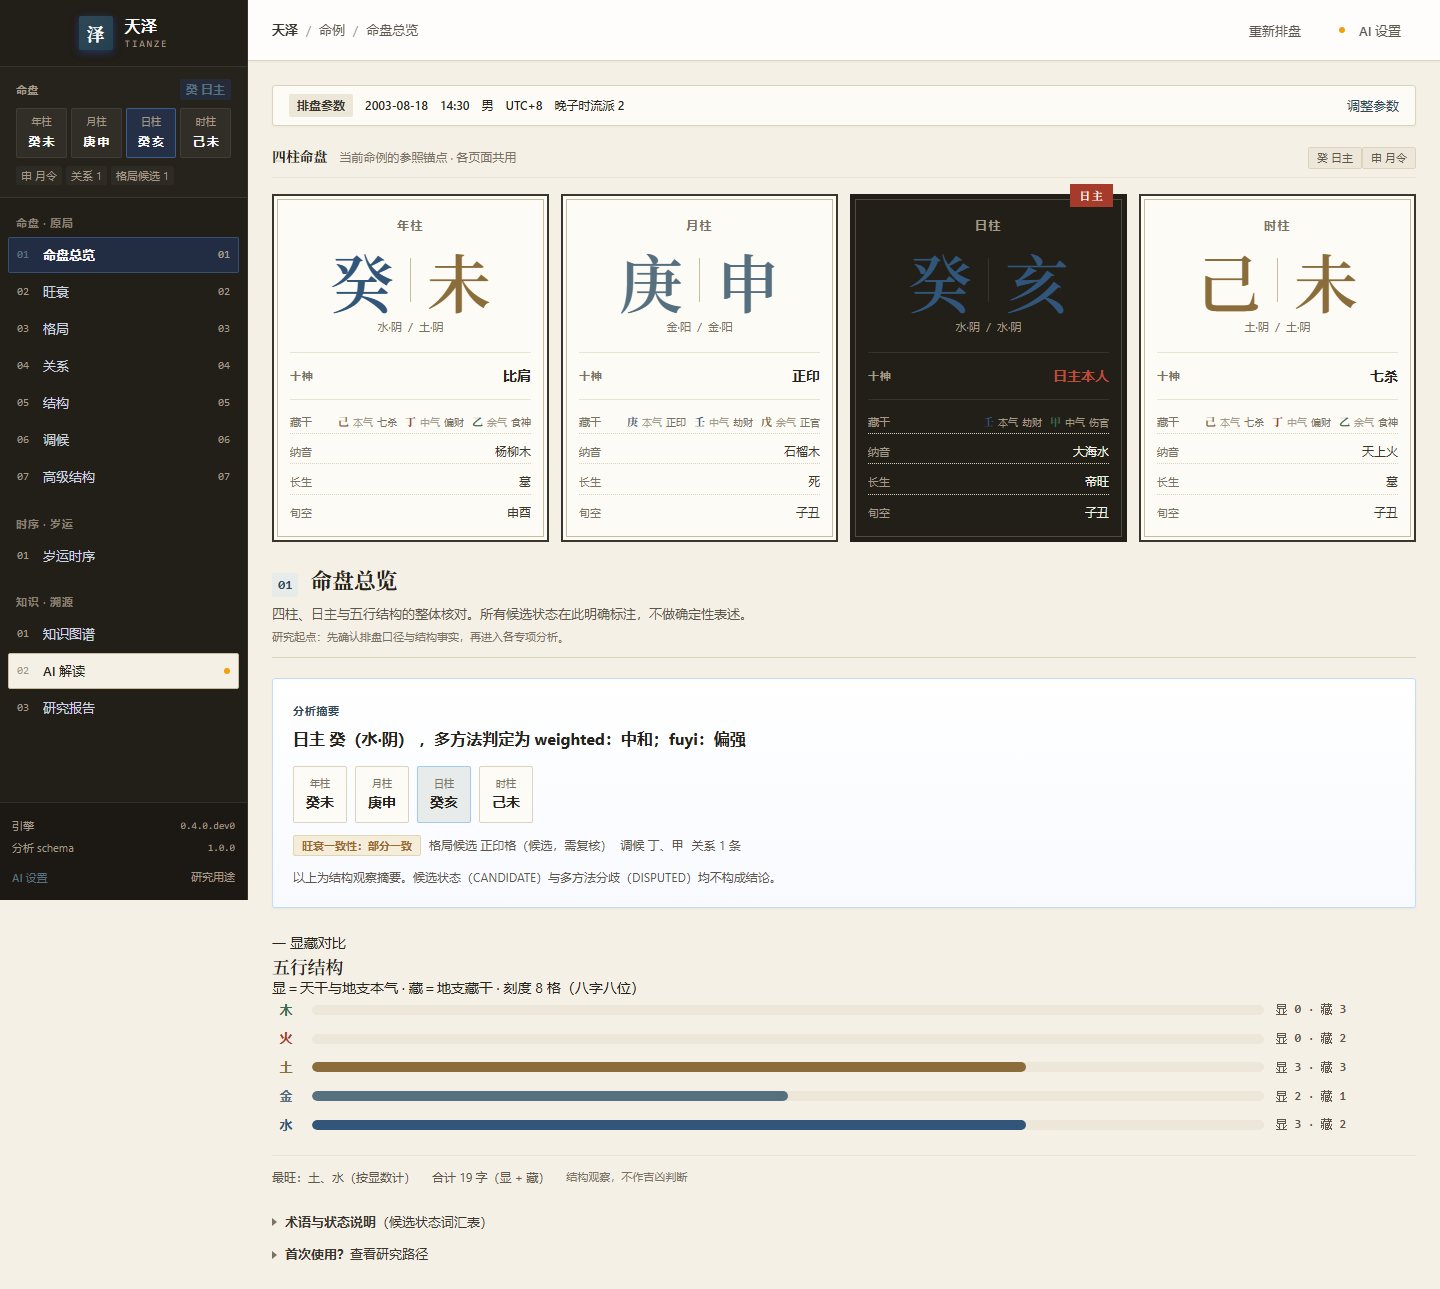 泽 天泽
TIANZE
命盘 癸 日主
年柱 月柱 日柱 时柱
癸未 庚申 癸亥 己未
申 月令 关系 1 格局候选 1
命盘 · 原局
01 命盘总览 01
02 旺衰 02
03 格局 03
04 关系 04
05 结构 05
06 调候 06
07 高级结构 07
时序 · 岁运
01 岁运时序
知识 · 溯源
01 知识图谱
02 AI 解读
03 研究报告
引擎 0.4.0.dev0
分析 schema 1.0.0
AI 设置 研究用途
天泽 / 命例 / 命盘总览 重新排盘 AI 设置
排盘参数 2003-08-18 14:30 男 UTC+8 晚子时流派 2 调整参数
四柱命盘 当前命例的参照锚点 · 各页面共用 癸 日主 申 月令
年柱
癸 未
水·阴 / 土·阴
十神 比肩
藏干 己 本气 七杀 丁 中气 偏财 乙 余气 食神
纳音 杨柳木
长生 墓
旬空 申酉
月柱
庚 申
金·阳 / 金·阳
十神 正印
藏干 庚 本气 正印 壬 中气 劫财 戊 余气 正官
纳音 石榴木
长生 死
旬空 子丑
日主
日柱
癸 亥
水·阴 / 水·阴
十神 日主本人
藏干 壬 本气 劫财 甲 中气 伤官
纳音 大海水
长生 帝旺
旬空 子丑
时柱
己 未
土·阴 / 土·阴
十神 七杀
藏干 己 本气 七杀 丁 中气 偏财 乙 余气 食神
纳音 天上火
长生 墓
旬空 子丑
01 命盘总览
四柱、日主与五行结构的整体核对。所有候选状态在此明确标注，不做确定性表述。
研究起点：先确认排盘口径与结构事实，再进入各专项分析。
分析摘要
日主 癸（水·阴），多方法判定为 weighted：中和；fuyi：偏强
年柱 月柱 日柱 时柱
癸未 庚申 癸亥 己未
旺衰一致性：部分一致 格局候选 正印格（候选，需复核） 调候 丁、甲 关系 1 条
以上为结构观察摘要。候选状态（CANDIDATE）与多方法分歧（DISPUTED）均不构成结论。
— 显藏对比
五行结构
显 = 天干与地支本气 · 藏 = 地支藏干 · 刻度 8 格（八字八位）
木 显 0 · 藏 3
火 显 0 · 藏 2
土 显 3 · 藏 3
金 显 2 · 藏 1
水 显 3 · 藏 2
最旺：土、水（按显数计） 合计 19 字（显 + 藏） 结构观察，不作吉凶判断
术语与状态说明（候选状态词汇表）
首次使用？查看研究路径